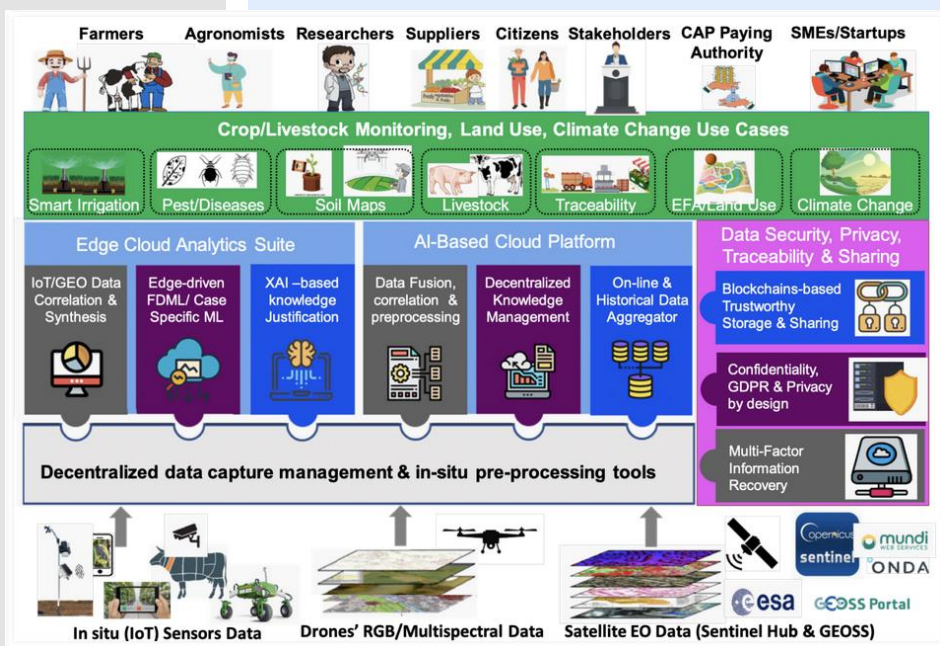 Farmers
Agronomists
Researchers
Suppliers
Citizens
Stakeholders
CAP Paying
Authority
SMEs/Startups
Crop/Livestock Monitoring, Land Use, Climate Change Use Cases
Smart Irrigation
Pest/Diseases
Soil Maps
Livestock
Traceability
EFA/Land Use
Climate Change
Edge Cloud Analytics Suite
IoT/GEO Data
Correlation &
Synthesis
Edge-driven
FDML/ Case
Specific ML
XAI –based
knowledge
Justification
AI-Based Cloud Platform
Data Fusion,
correlation &
preprocessing
Decentralized
Knowledge
Management
On-line &
Historical Data
Aggregator
Data Security, Privacy,
Traceability & Sharing
Blockchains-based
Trustworthy
Storage & Sharing
Confidentiality,
GDPR & Privacy
by design
Multi-Factor
Information
Recovery
Decentralized data capture management & in-situ pre-processing tools
In situ (IoT) Sensors Data
Drones' RGB/Multispectral Data
Satellite EO Data (Sentinel Hub & GEOSS)
Copernicus
sentinel
mundi
WEB SERVICES
ONDA
esa
GEOSS Portal